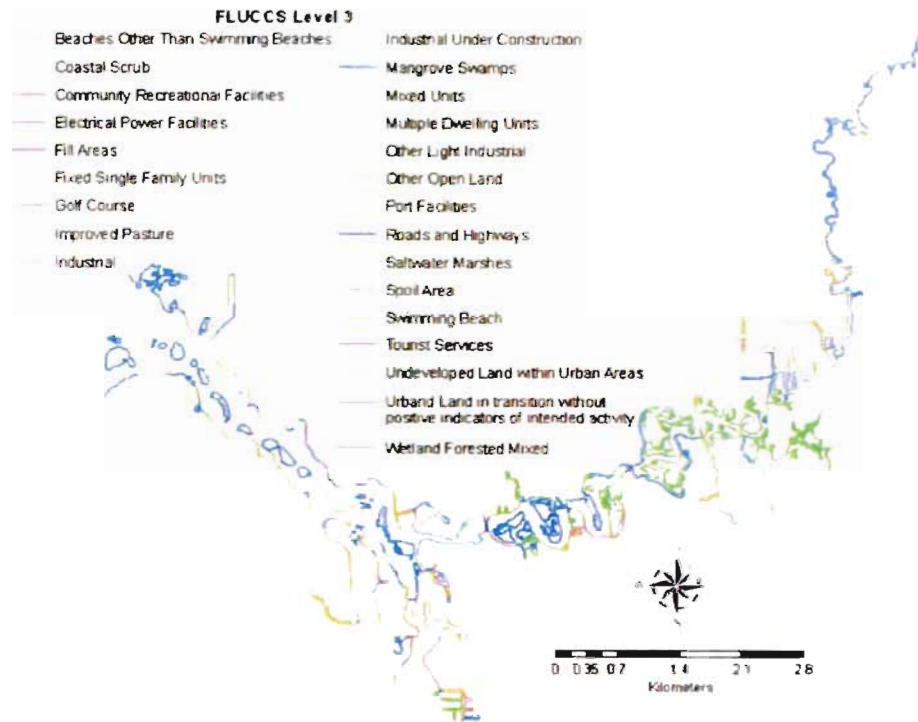 FLUCCS Level 3
Beaches Other Than Swimming Beaches
Coastal Scrub
Community Recreational Facilities
Electrical Power Facilities
Fill Areas
Fixed Single Family Units
Golf Course
Improved Pasture
Industrial
Industrial Under Construction
Mangrove Swamps
Mixed Units
Multiple Dwelling Units
Other Light Industrial
Other Open Land
Port Facilities
Roads and Highways
Saltwater Marshes
Spoil Area
Swimming Beach
Tourist Services
Undeveloped Land within Urban Areas
Urband Land in transition without
positive indicators of intended activity
Wetland Forested Mixed
0 0.35 0.7 1.4 2.1 2.8
Kilometers